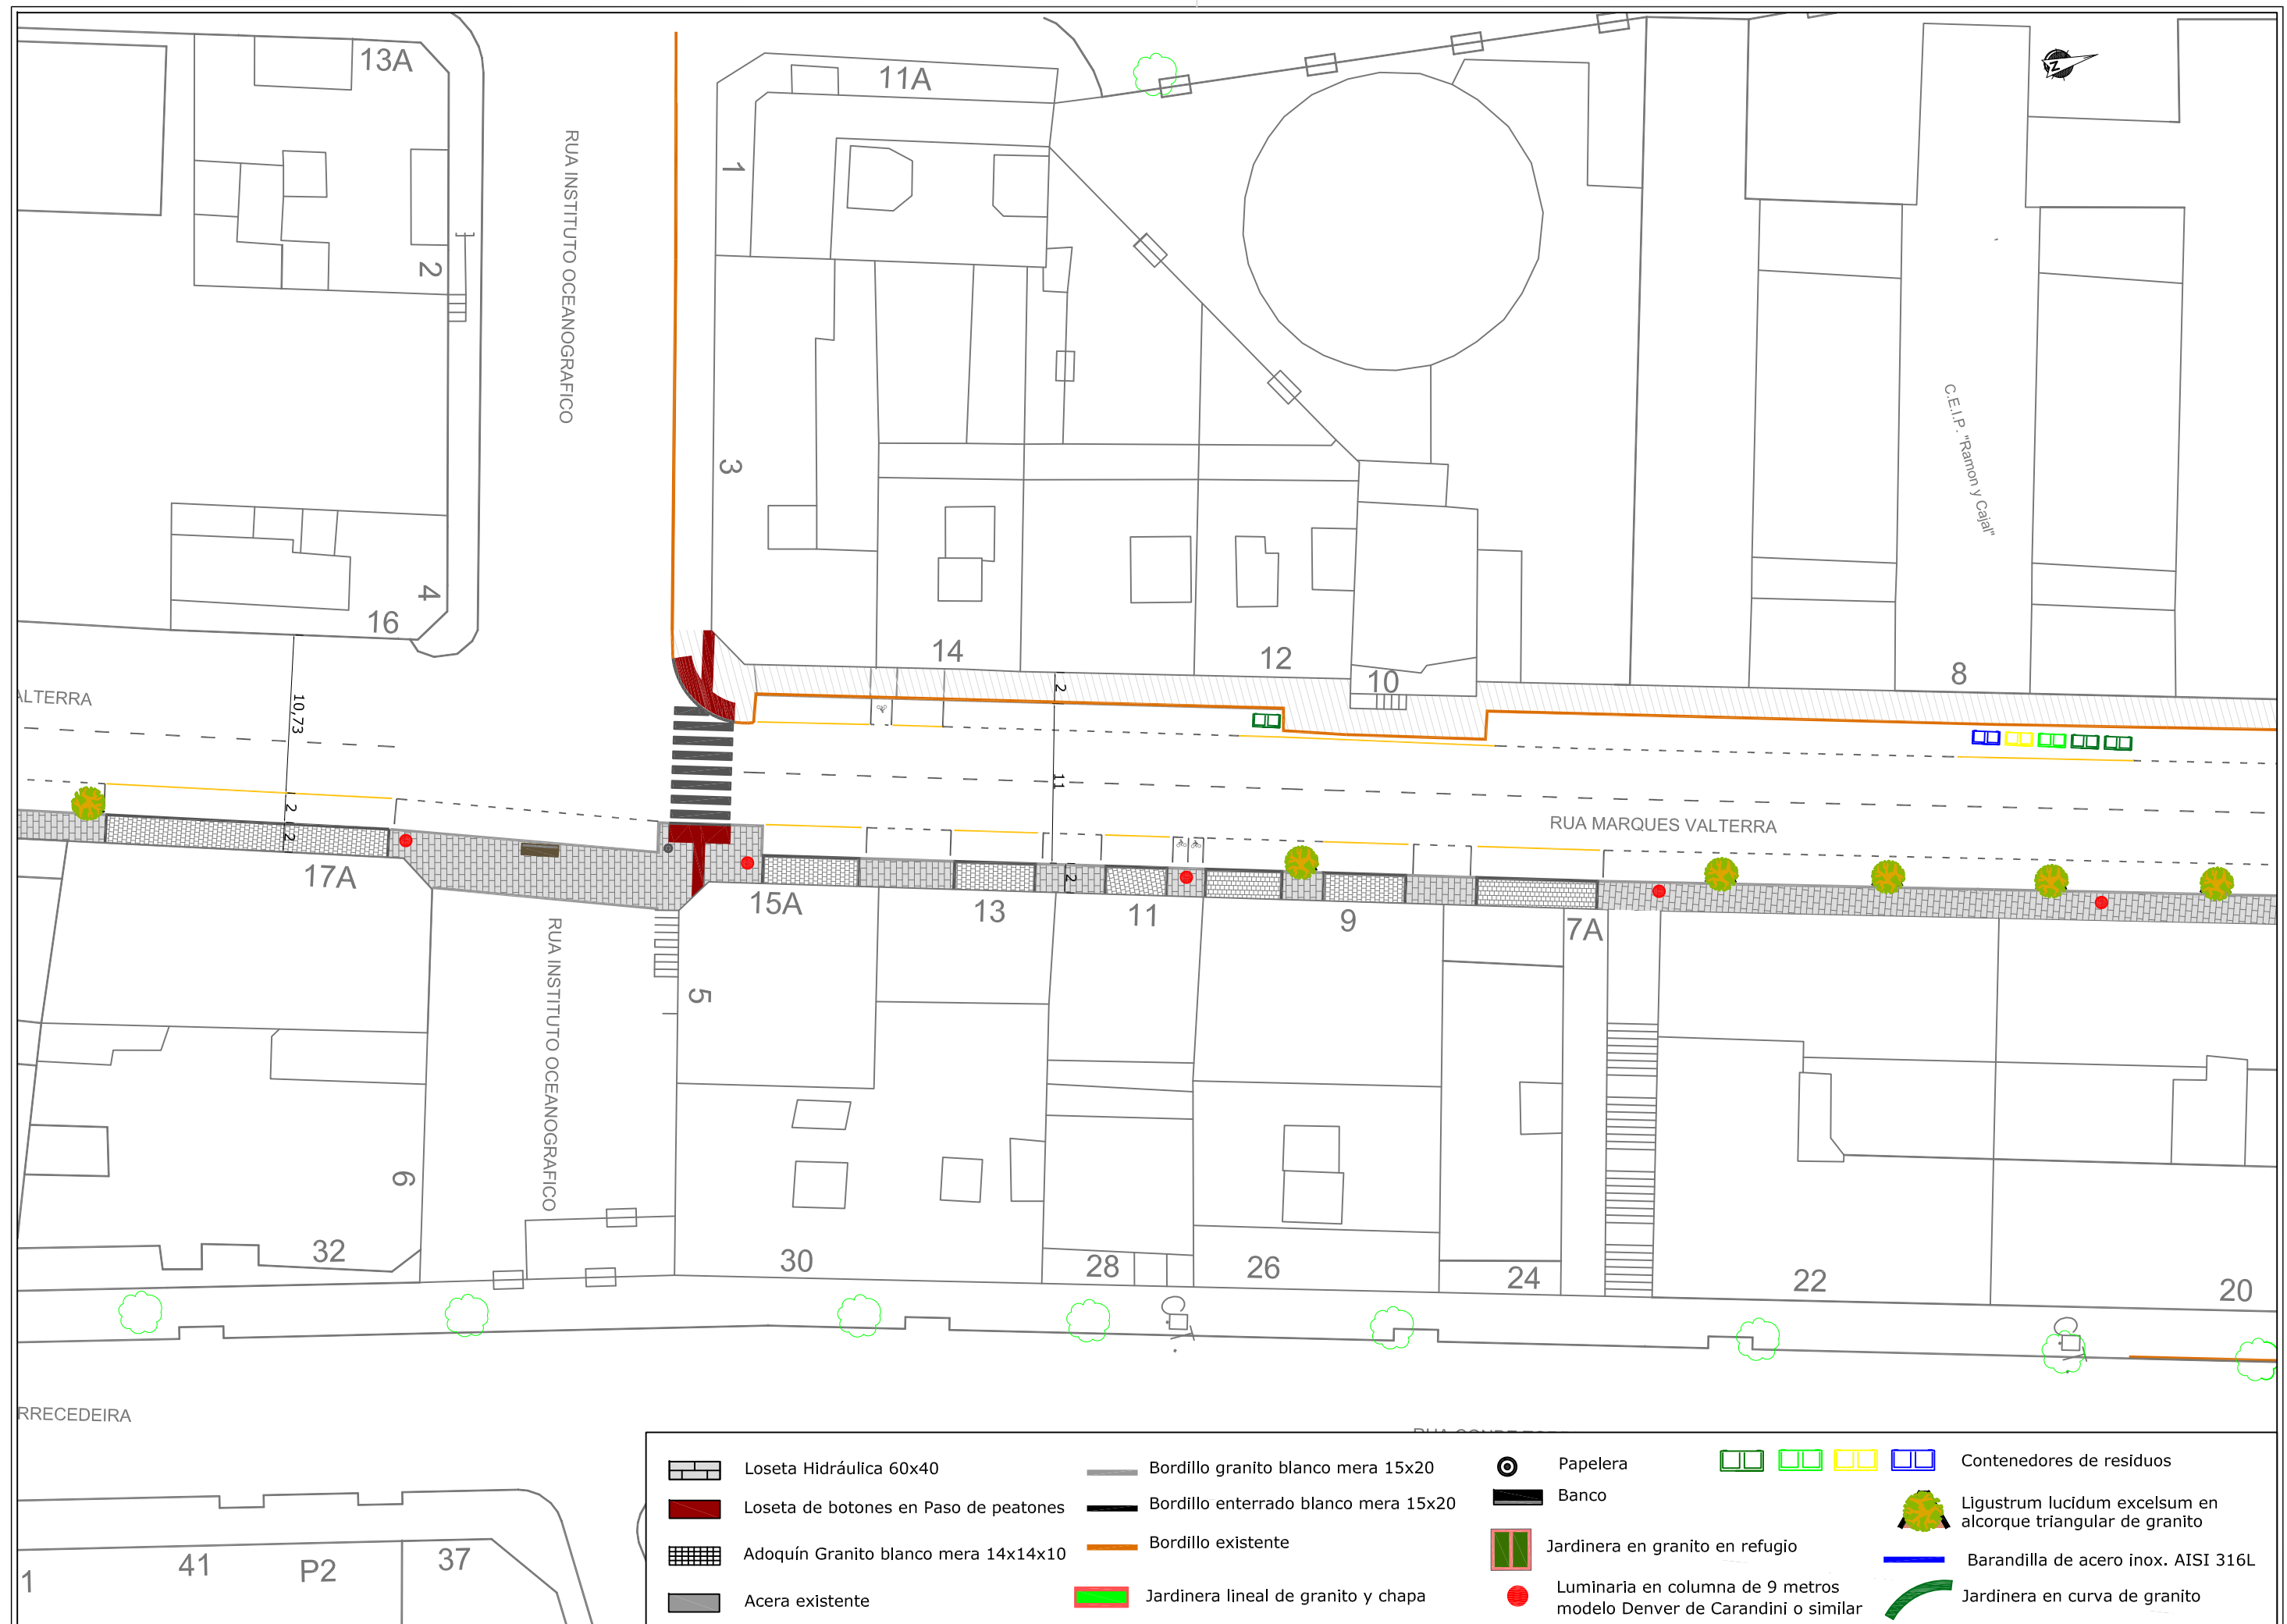 13A
11A
1
RUA INSTITUTO OCEANOGRAFICO
N
2
3
C.E.I.P. "Ramon y Cajal"
4
16
14
12
10
8
ALTERRA
10,73
2
11
RUA MARQUES VALTERRA
2
2
2
17A
15A
13
11
9
7A
RUA INSTITUTO OCEANOGRAFICO
5
6
32
30
28
26
24
22
20
RRECEDEIRA
Loseta Hidráulica 60x40
Loseta de botones en Paso de peatones
Adoquín Granito blanco mera 14x14x10
Acera existente
Bordillo granito blanco mera 15x20
Bordillo enterrado blanco mera 15x20
Bordillo existente
Jardinera lineal de granito y chapa
Papelera
Banco
Jardinera en granito en refugio
Luminaria en columna de 9 metros
modelo Denver de Carandini o similar
Contenedores de residuos
Ligustrum lucidum excelsum en
alcorque triangular de granito
Barandilla de acero inox. AISI 316L
Jardinera en curva de granito
1
41
P2
37